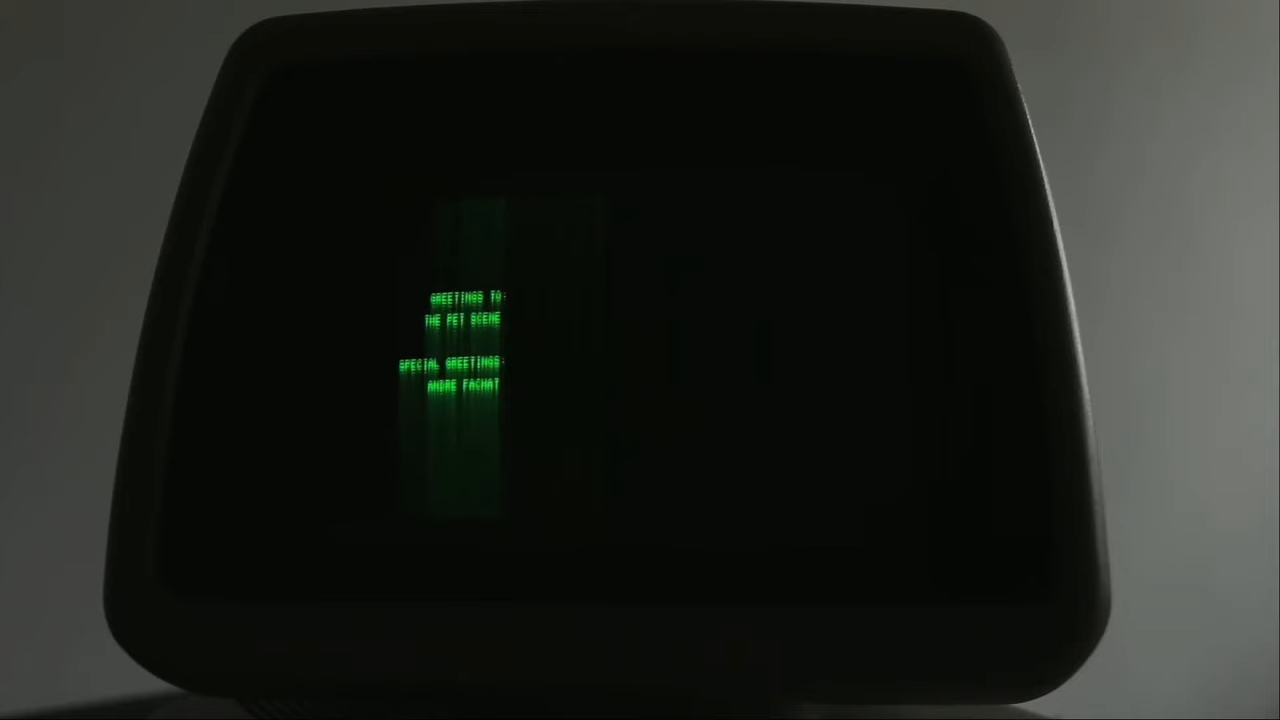 GREETINGS TO:
THE PET SCENE
SPECIAL GREETINGS:
ANDRE FACHAT